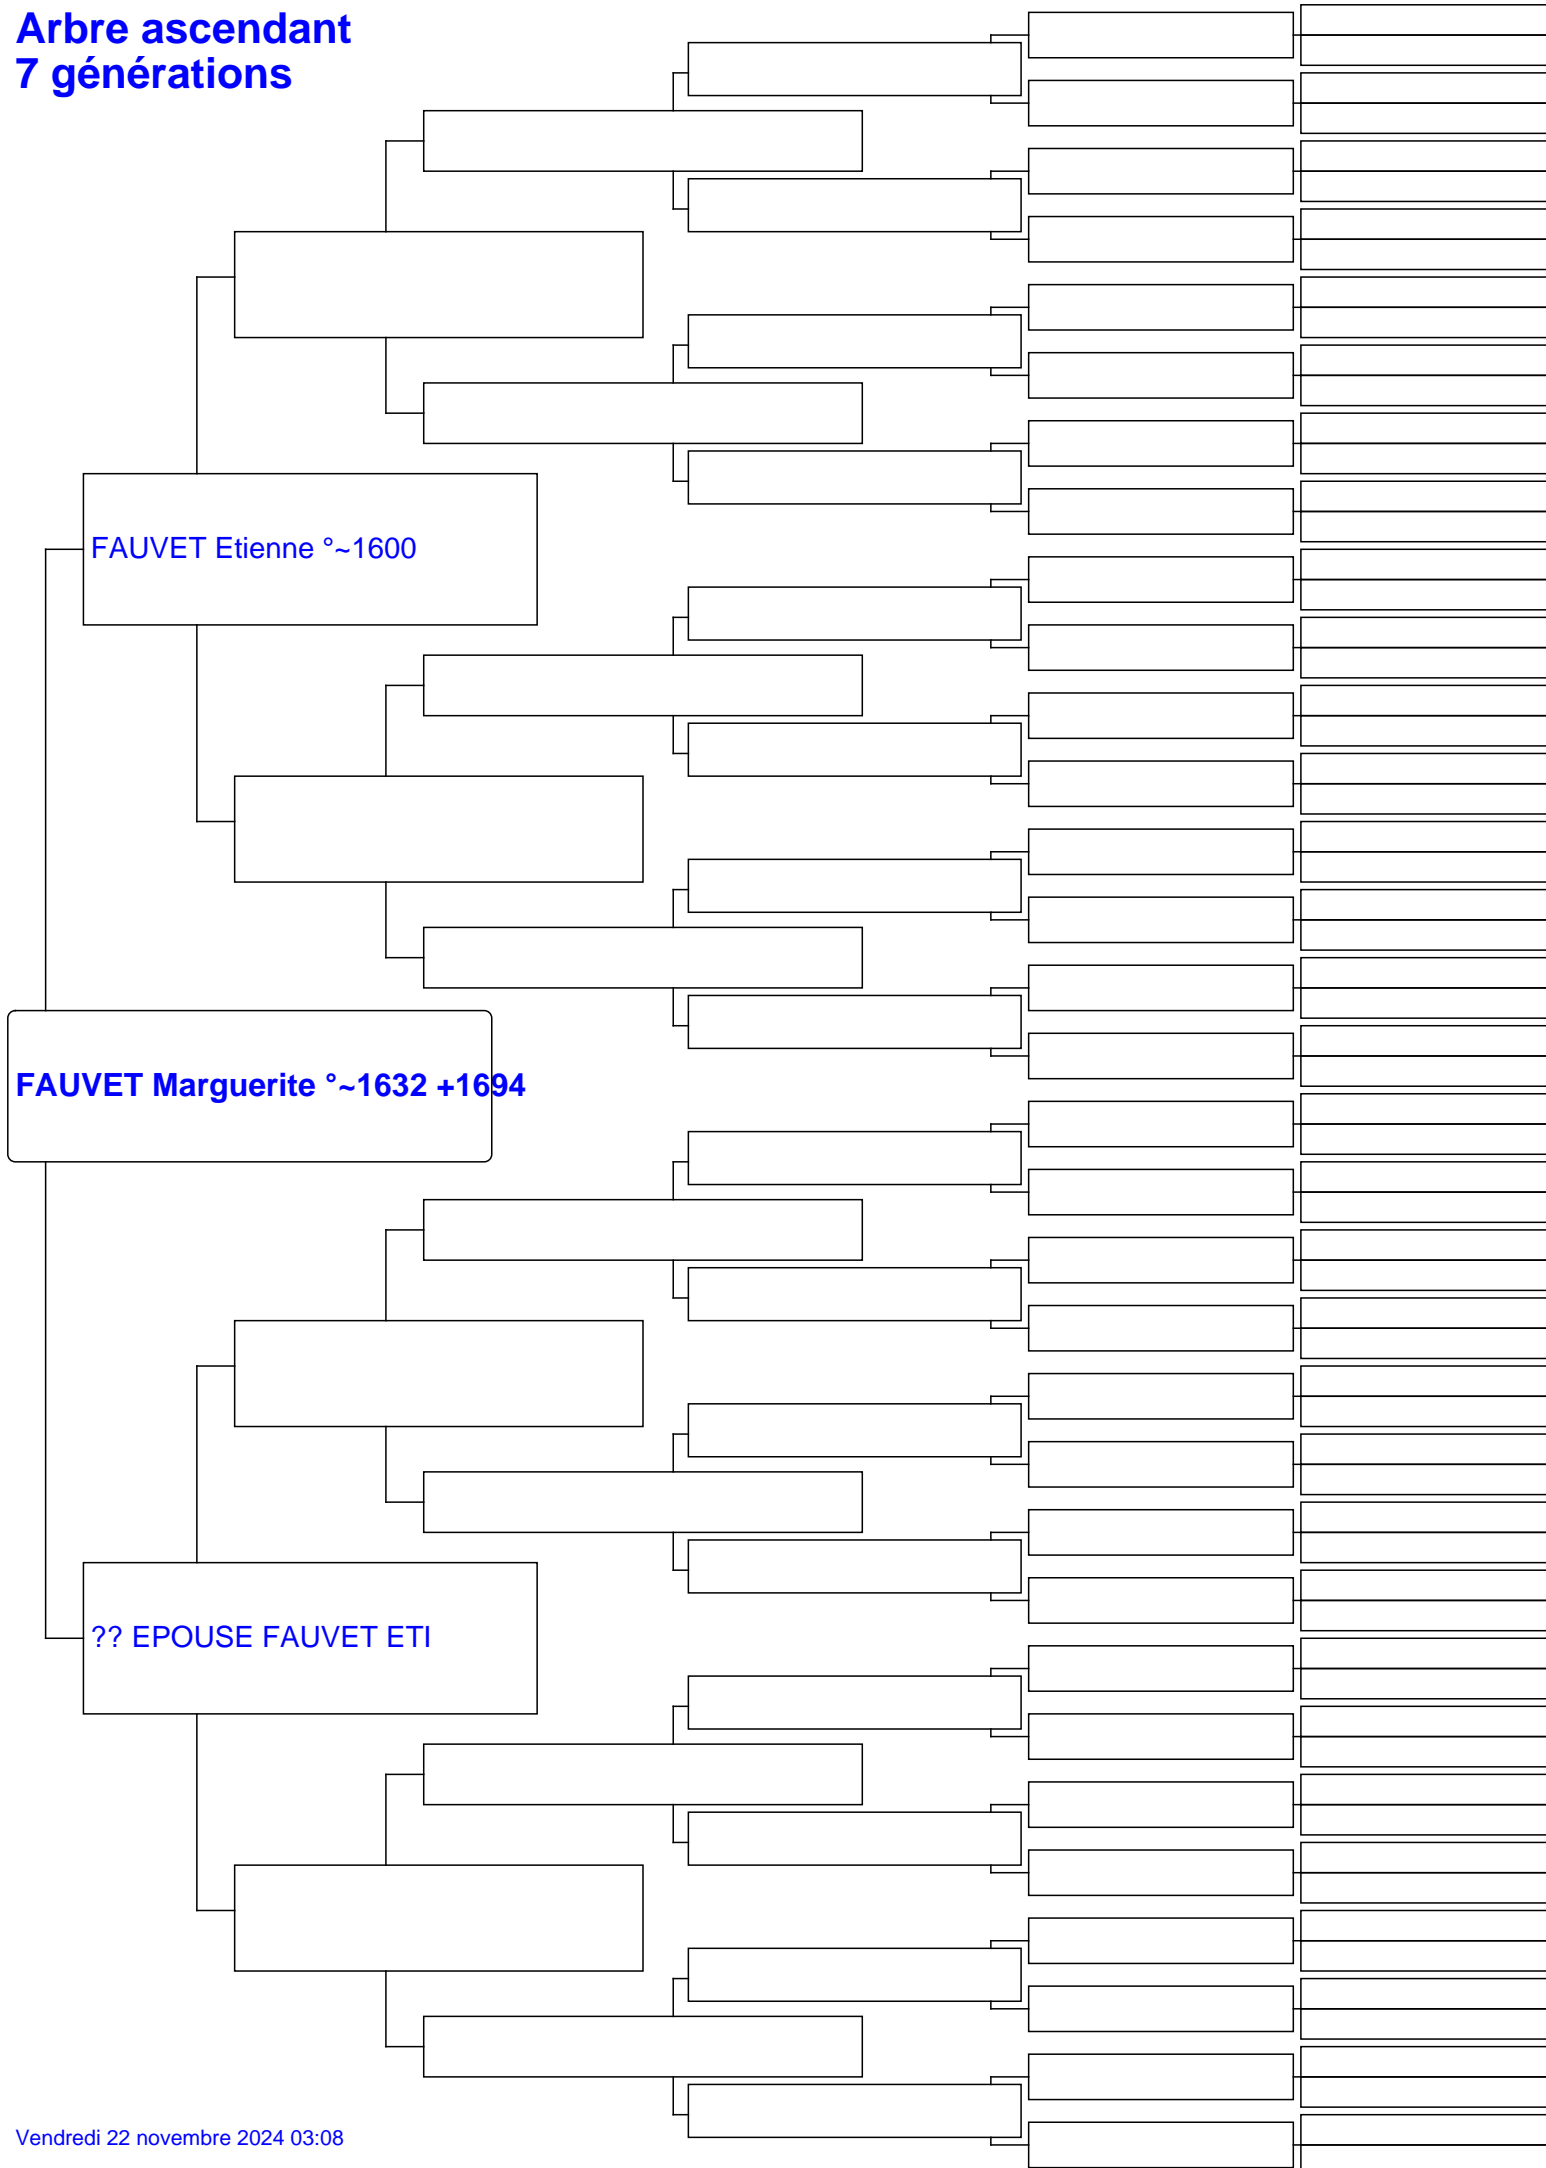 Arbre ascendant
7 générations
FAUVET Etienne °~1600
FAUVET Marguerite °~1632 +1694
?? EPOUSE FAUVET ETI
Vendredi 22 novembre 2024 03:08